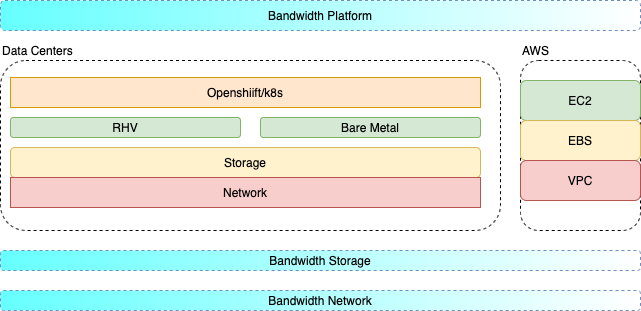 Bandwidth Platform
Data Centers
AWS
Openshiift/k8s
EC2
RHV
Bare Metal
EBS
Storage
VPC
Network
Bandwidth Storage
Bandwidth Network